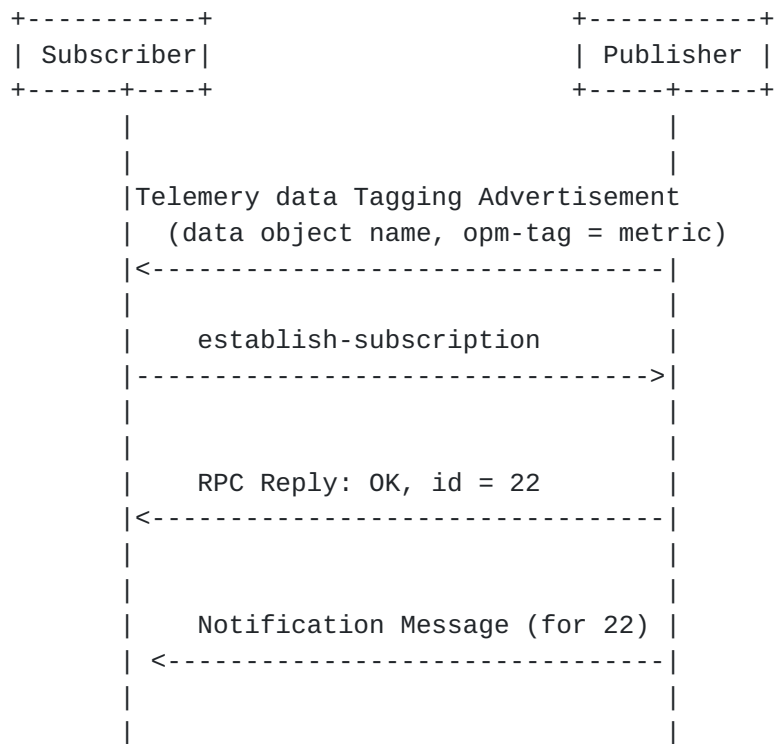 Subscriber
Publisher
Telemery data Tagging Advertisement
(data object name, opm-tag = metric)
establish-subscription
RPC Reply: OK, id = 22
Notification Message (for 22)